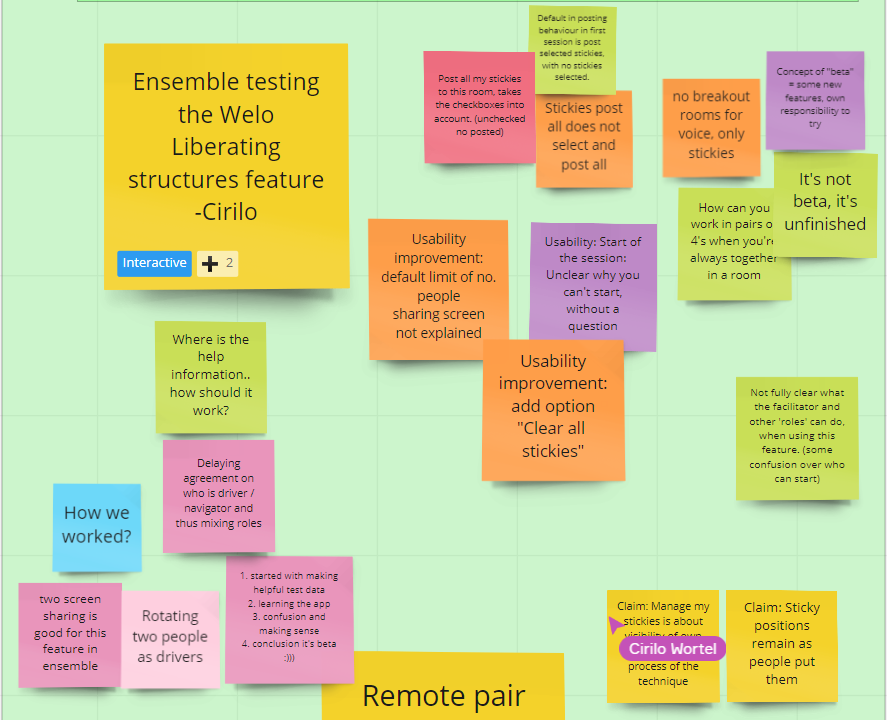 Ensemble testing
the Welo
Liberating
structures feature
-Cirilo
Interactive
+ 2
Post all my stickies
to this room, takes
the checkboxes into
account. (unchecked
no posted)
Default in posting
behaviour in first
session is post
selected stickies,
with no stickies
selected.
Stickies post
all does not
select and
post all
no breakout
rooms for
voice, only
stickies
Concept of "beta"
= some new
features, own
responsibility to
try
It's not
beta, it's
unfinished
How can you
work in pairs o
4's when you're
always together
in a room
Usability
improvement:
default limit of no.
people
sharing screen
not explained
Usability: Start of
the session:
Unclear why you
can't start,
without a
question
Usability
improvement:
add option
"Clear all
stickies"
Where is the
help
information..
how should it
work?
Not fully clear what
the facilitator and
other 'roles' can do,
when using this
feature. (some
confusion over who
can start)
Delaying
agreement on
who is driver /
navigator and
thus mixing roles
How we
worked?
two screen
sharing is
good for this
feature in
ensemble
Rotating
two people
as drivers
1. started with making
helpful test data
2. learning the app
3. confusion and
making sense
4. conclusion it's beta
:)))
Claim: Manage my
stickies is about
visibility of own
process of the
technique
Cirilo Wortel
Claim: Sticky
positions
remain as
people put
them
Remote pair